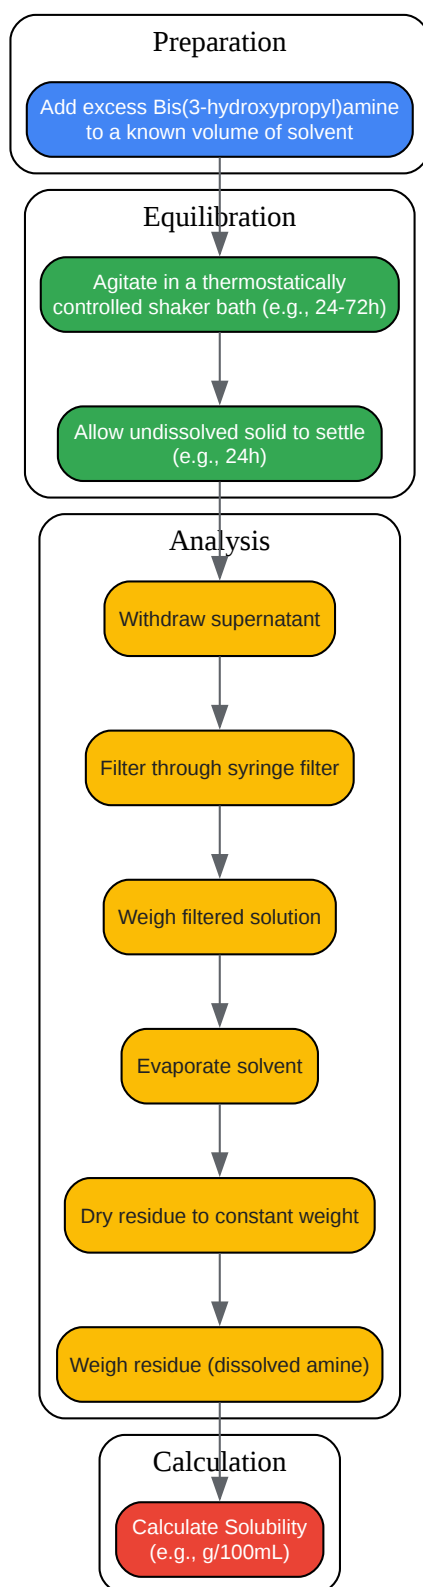 Preparation
Add excess Bis(3-hydroxypropyl)amine
to a known volume of solvent
Equilibration
Agitate in a thermostatically
controlled shaker bath (e.g., 24-72h)
Allow undissolved solid to settle
(e.g., 24h)
Analysis
Withdraw supernatant
Filter through syringe filter
Weigh filtered solution
Evaporate solvent
Dry residue to constant weight
Weigh residue (dissolved amine)
Calculation
Calculate Solubility
(e.g., g/100mL)